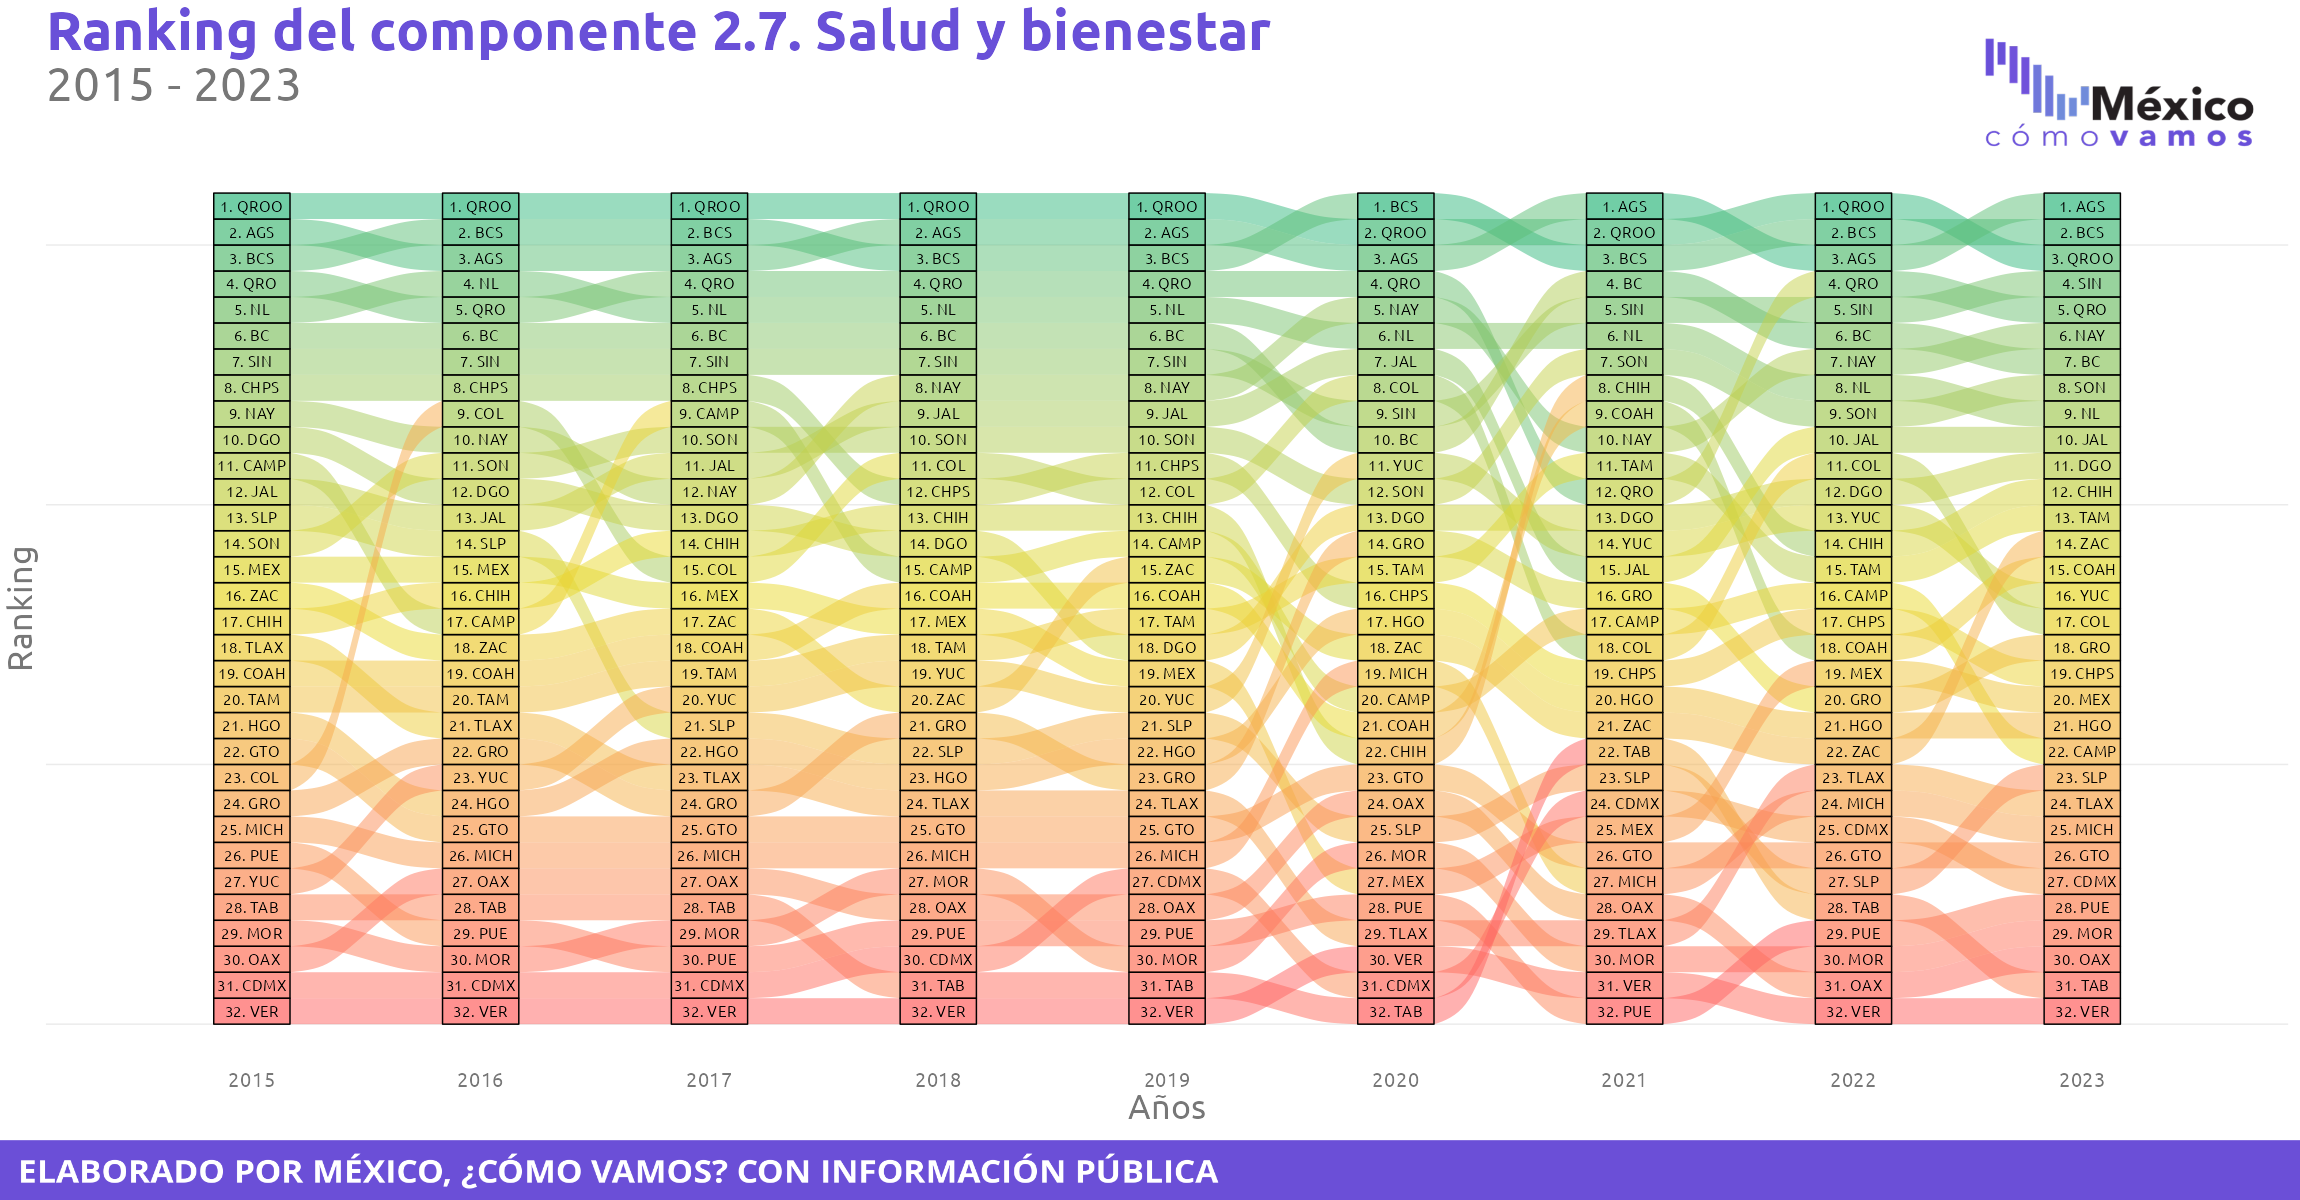 Ranking del componente 2.7. Salud y bienestar
2015 - 2023
México
cómovamos
Ranking
1. QROO 1. QROO 1. QROO 1. QROO 1. QROO 1. BCS 1. AGS 1. QROO 1. AGS
2. AGS 2. BCS 2. BCS 2. AGS 2. AGS 2. QROO 2. QROO 2. BCS 2. BCS
3. BCS 3. AGS 3. AGS 3. BCS 3. BCS 3. AGS 3. BCS 3. AGS 3. QROO
4. QRO 4. NL 4. QRO 4. QRO 4. QRO 4. QRO 4. BC 4. QRO 4. SIN
5. NL 5. QRO 5. NL 5. NL 5. NL 5. NAY 5. SIN 5. SIN 5. QRO
6. BC 6. BC 6. BC 6. BC 6. BC 6. NL 6. NL 6. BC 6. NAY
7. SIN 7. SIN 7. SIN 7. SIN 7. SIN 7. JAL 7. SON 7. NAY 7. BC
8. CHPS 8. CHPS 8. CHPS 8. NAY 8. NAY 8. COL 8. CHIH 8. NL 8. SON
9. NAY 9. COL 9. CAMP 9. JAL 9. JAL 9. SIN 9. COAH 9. SON 9. NL
10. DGO 10. NAY 10. SON 10. SON 10. SON 10. BC 10. NAY 10. JAL 10. JAL
11. CAMP 11. SON 11. JAL 11. COL 11. CHPS 11. YUC 11. TAM 11. COL 11. DGO
12. JAL 12. DGO 12. NAY 12. CHPS 12. COL 12. SON 12. QRO 12. DGO 12. CHIH
13. SLP 13. JAL 13. DGO 13. CHIH 13. CHIH 13. DGO 13. DGO 13. YUC 13. TAM
14. SON 14. SLP 14. CHIH 14. DGO 14. CAMP 14. GRO 14. YUC 14. CHIH 14. ZAC
15. MEX 15. MEX 15. COL 15. CAMP 15. ZAC 15. TAM 15. JAL 15. TAM 15. COAH
16. ZAC 16. CHIH 16. MEX 16. COAH 16. COAH 16. CHPS 16. GRO 16. CAMP 16. YUC
17. CHIH 17. CAMP 17. ZAC 17. MEX 17. TAM 17. HGO 17. CAMP 17. CHPS 17. COL
18. TLAX 18. ZAC 18. COAH 18. TAM 18. DGO 18. ZAC 18. COL 18. COAH 18. GRO
19. COAH 19. COAH 19. TAM 19. YUC 19. MEX 19. MICH 19. CHPS 19. MEX 19. CHPS
20. TAM 20. TAM 20. YUC 20. ZAC 20. YUC 20. CAMP 20. HGO 20. GRO 20. MEX
21. HGO 21. TLAX 21. SLP 21. GRO 21. SLP 21. COAH 21. ZAC 21. HGO 21. HGO
22. GTO 22. GRO 22. HGO 22. SLP 22. HGO 22. CHIH 22. TAB 22. ZAC 22. CAMP
23. COL 23. YUC 23. TLAX 23. HGO 23. GRO 23. GTO 23. SLP 23. TLAX 23. SLP
24. GRO 24. HGO 24. GRO 24. TLAX 24. TLAX 24. OAX 24. CDMX 24. MICH 24. TLAX
25. MICH 25. GTO 25. GTO 25. GTO 25. GTO 25. SLP 25. MEX 25. CDMX 25. MICH
26. PUE 26. MICH 26. MICH 26. MICH 26. MICH 26. MOR 26. GTO 26. GTO 26. GTO
27. YUC 27. OAX 27. OAX 27. MOR 27. CDMX 27. MEX 27. MICH 27. SLP 27. CDMX
28. TAB 28. TAB 28. TAB 28. OAX 28. OAX 28. PUE 28. OAX 28. TAB 28. PUE
29. MOR 29. PUE 29. MOR 29. PUE 29. PUE 29. TLAX 29. TLAX 29. PUE 29. MOR
30. OAX 30. MOR 30. PUE 30. CDMX 30. MOR 30. VER 30. MOR 30. MOR 30. OAX
31. CDMX 31. CDMX 31. CDMX 31. TAB 31. TAB 31. CDMX 31. VER 31. OAX 31. TAB
32. VER 32. VER 32. VER 32. VER 32. VER 32. TAB 32. PUE 32. VER 32. VER
2015 2016 2017 2018 2019 2020 2021 2022 2023
Años
ELABORADO POR MÉXICO, ¿CÓMO VAMOS? CON INFORMACIÓN PÚBLICA